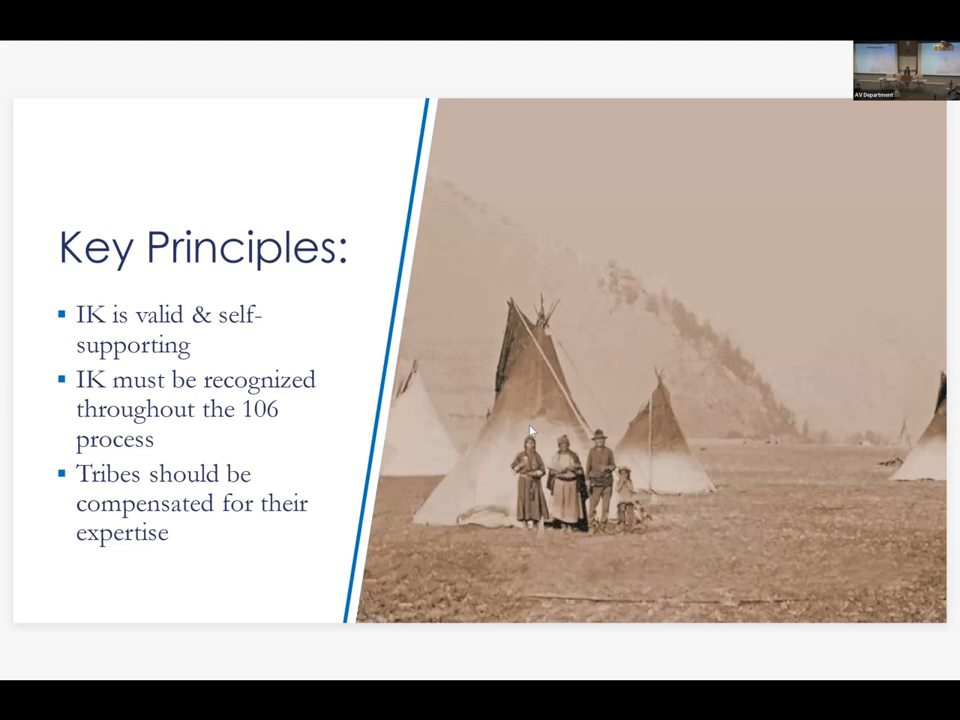 AV Department
Key Principles:
▪ IK is valid & self-
supporting
▪ IK must be recognized
throughout the 106
process
▪ Tribes should be
compensated for their
expertise